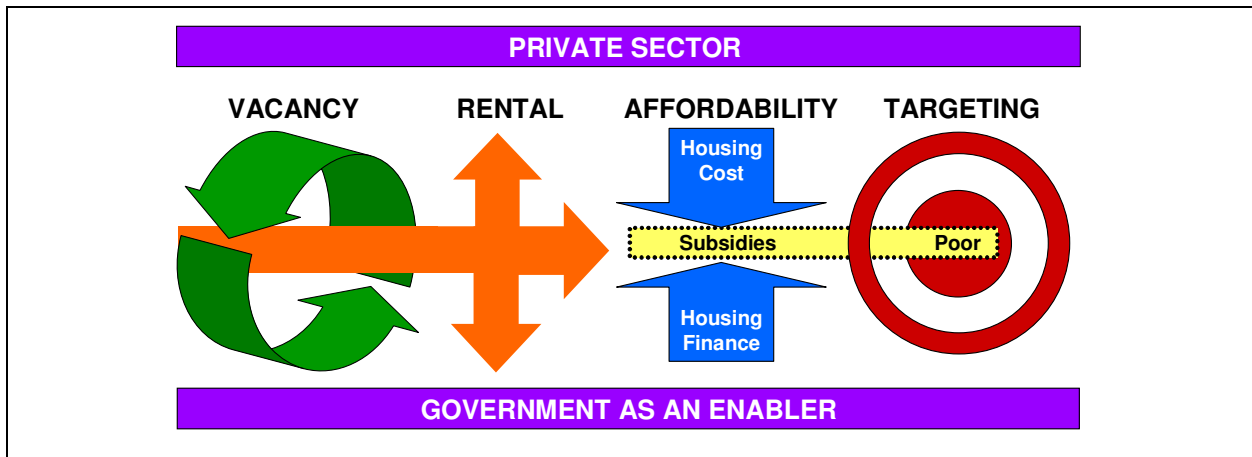 PRIVATE SECTOR
VACANCY RENTAL AFFORDABILITY TARGETING
Housing
Cost
Subsidies Poor
Housing
Finance
GOVERNMENT AS AN ENABLER